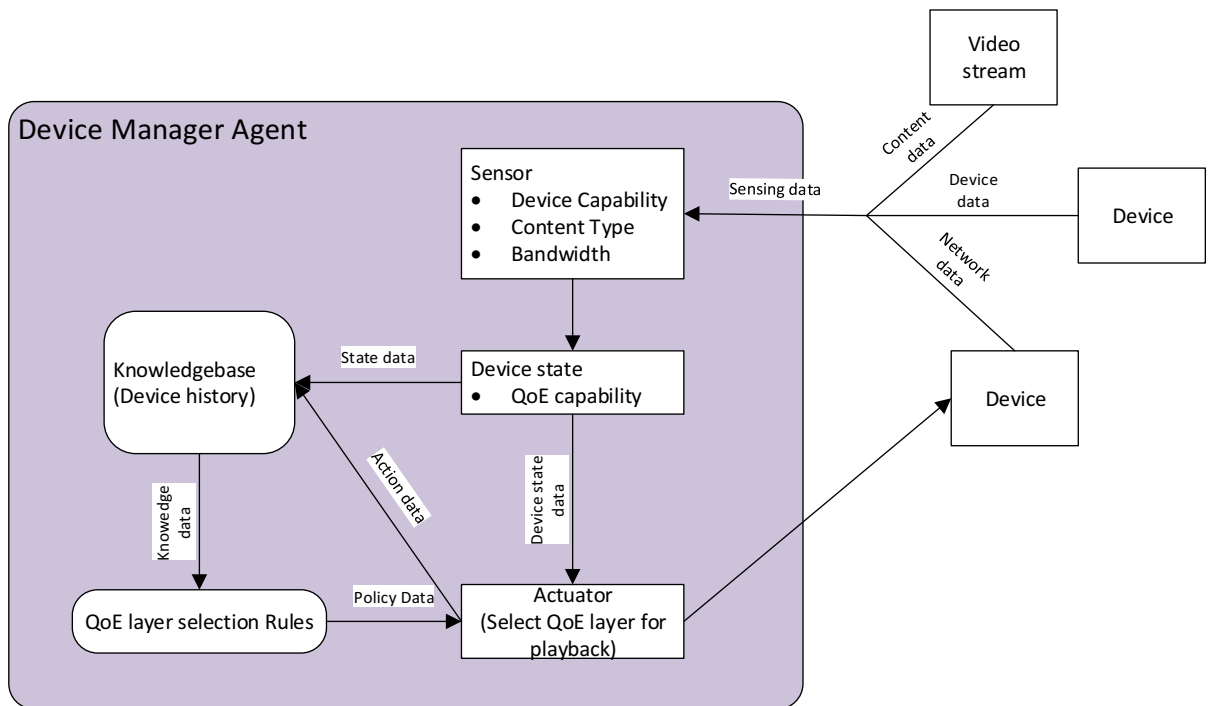 Video
stream
Device Manager Agent
Content
data
Sensor
• Device Capability
• Content Type
• Bandwidth
Sensing data
Device
data
Device
Network
data
Knowledgebase
(Device history)
State data
Device state
• QoE capability
Device
Action data
Knowedge
data
Device state
data
QoE layer selection Rules
Policy Data
Actuator
(Select QoE layer for
playback)